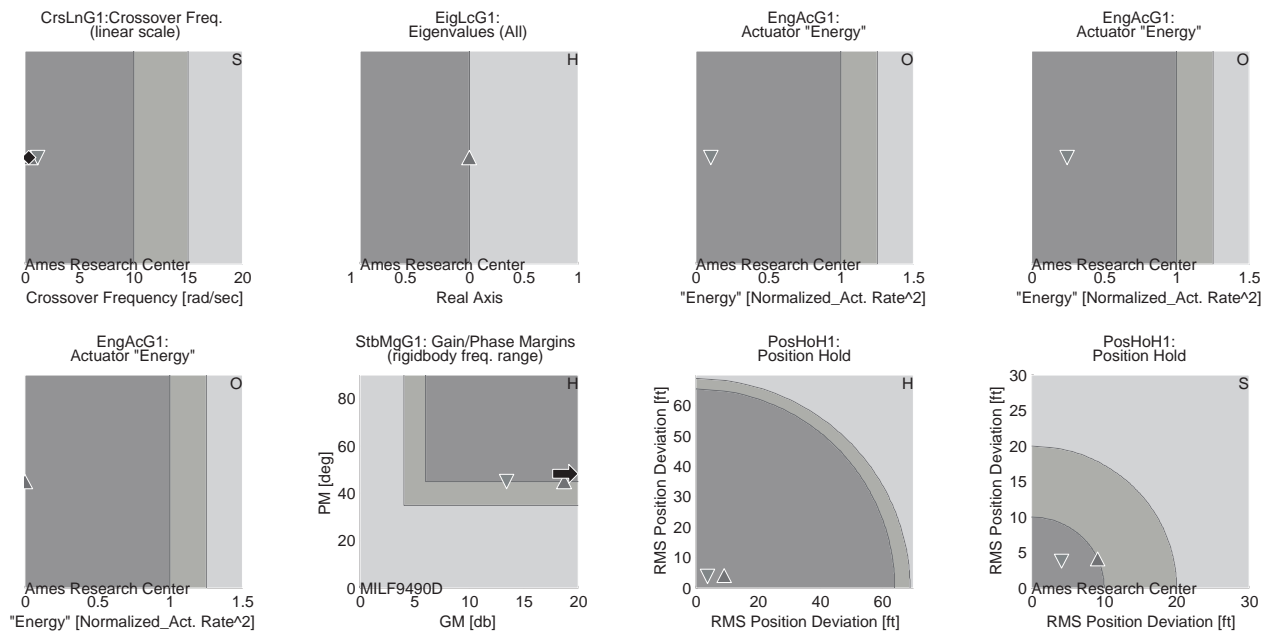 CrsLnG1:Crossover Freq.
(linear scale)
S
Ames Research Center
0 5 10 15 20
Crossover Frequency [rad/sec]
EigLcG1:
Eigenvalues (All)
H
Ames Research Center
1 0.5 0 0.5 1
Real Axis
EngAcG1:
Actuator "Energy"
O
Ames Research Center
0 0.5 1 1.5
"Energy" [Normalized_Act. Rate^2]
EngAcG1:
Actuator "Energy"
O
Ames Research Center
0 0.5 1 1.5
"Energy" [Normalized_Act. Rate^2]
EngAcG1:
Actuator "Energy"
O
Ames Research Center
0 0.5 1 1.5
"Energy" [Normalized_Act. Rate^2]
StbMgG1: Gain/Phase Margins
(rigidbody freq. range)
H
80
60
40
20
0
PM [deg]
MILF9490D
0 10 20
GM [db]
PosHoH1:
Position Hold
H
60
50
40
30
20
10
0
RMS Position Deviation [ft]
0 20 40 60
RMS Position Deviation [ft]
PosHoH1:
Position Hold
S
30
25
20
15
10
5
0
RMS Position Deviation [ft]
Ames Research Center
0 10 20 30
RMS Position Deviation [ft]